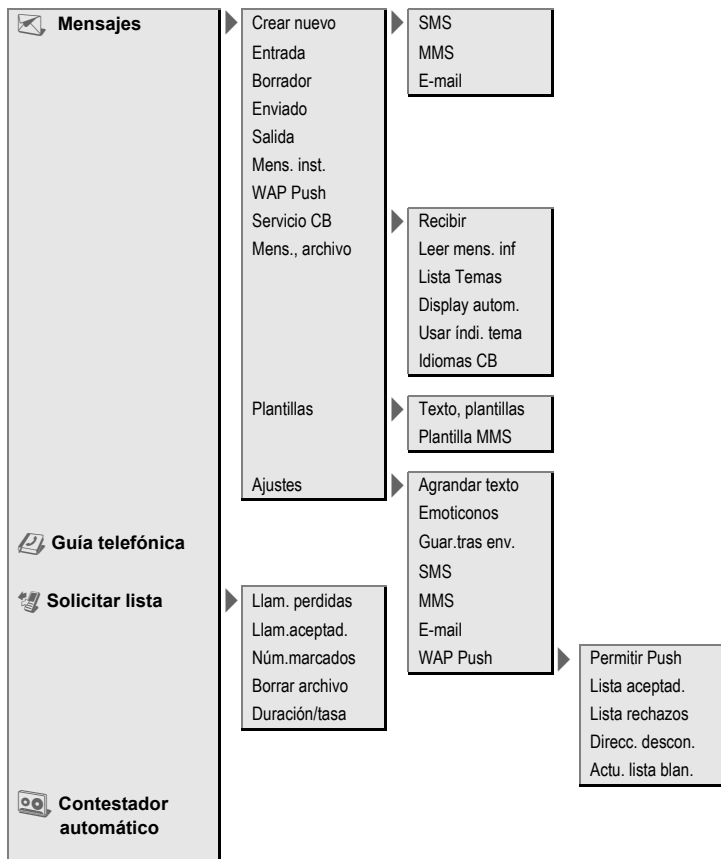 Mensajes
Crear nuevo
SMS
MMS
E-mail
Entrada
Borrador
Enviado
Salida
Mens. inst.
WAP Push
Servicio CB
Recibir
Leer mens. inf
Lista Temas
Display autom.
Usar índi. tema
Idiomas CB
Mens., archivo
Plantillas
Texto, plantillas
Plantilla MMS
Ajustes
Agrandar texto
Emoticonos
Guar.tras env.
SMS
MMS
E-mail
WAP Push
Permitir Push
Lista aceptad.
Lista rechazos
Direcc. descon.
Actu. lista blan.
Guía telefónica
Solicitar lista
Llam. perdidas
Llam.aceptad.
Núm.marcados
Borrar archivo
Duración/tasa
Contestador
automático